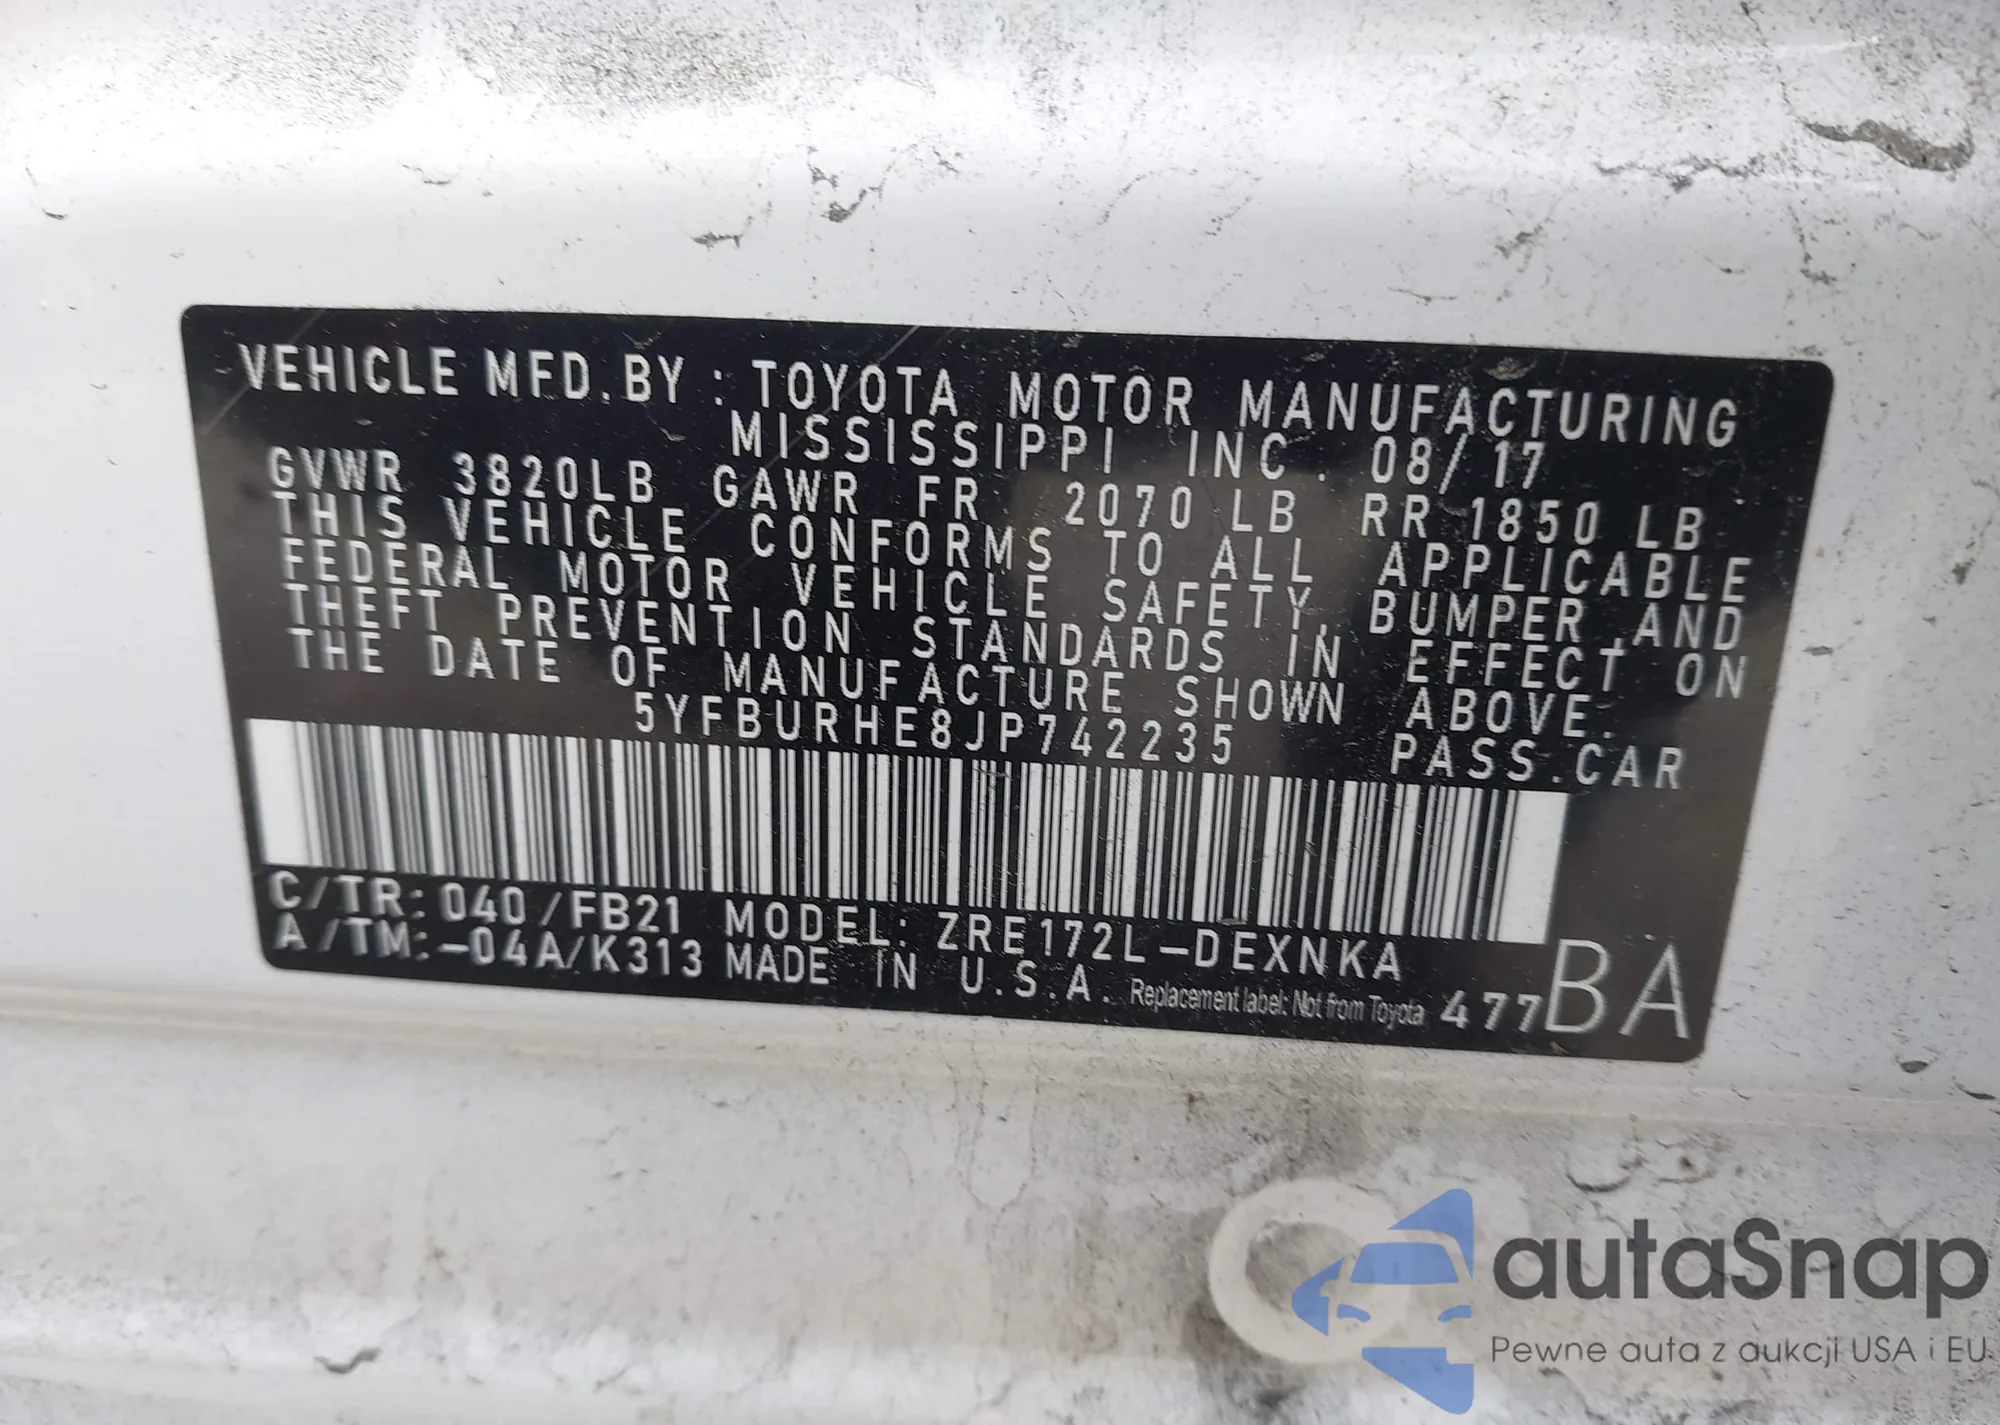 VEHICLE MFD. BY : TOYOTA MOTOR MANUFACTURING
MISSISSIPPI INC. 08/17
GVWR 3820LB GAWR FR 2070 LB RR 1850 LB
THIS VEHICLE CONFORMS TO ALL APPLICABLE
FEDERAL MOTOR VEHICLE SAFETY, BUMPER, AND
THEFT PREVENTION STANDARDS IN EFFECT ON
THE DATE OF MANUFACTURE SHOWN ABOVE.
5YFBURHE8JP742235 PASS.CAR
C/TR: 040/FB21 MODEL: ZRE172L-DEXNKA
A/TM:-04A/K313 MADE IN U.S.A. Replacement label: Not from Toyota 477 BA
autaSnap
Pewne auta z aukcji USA i EU